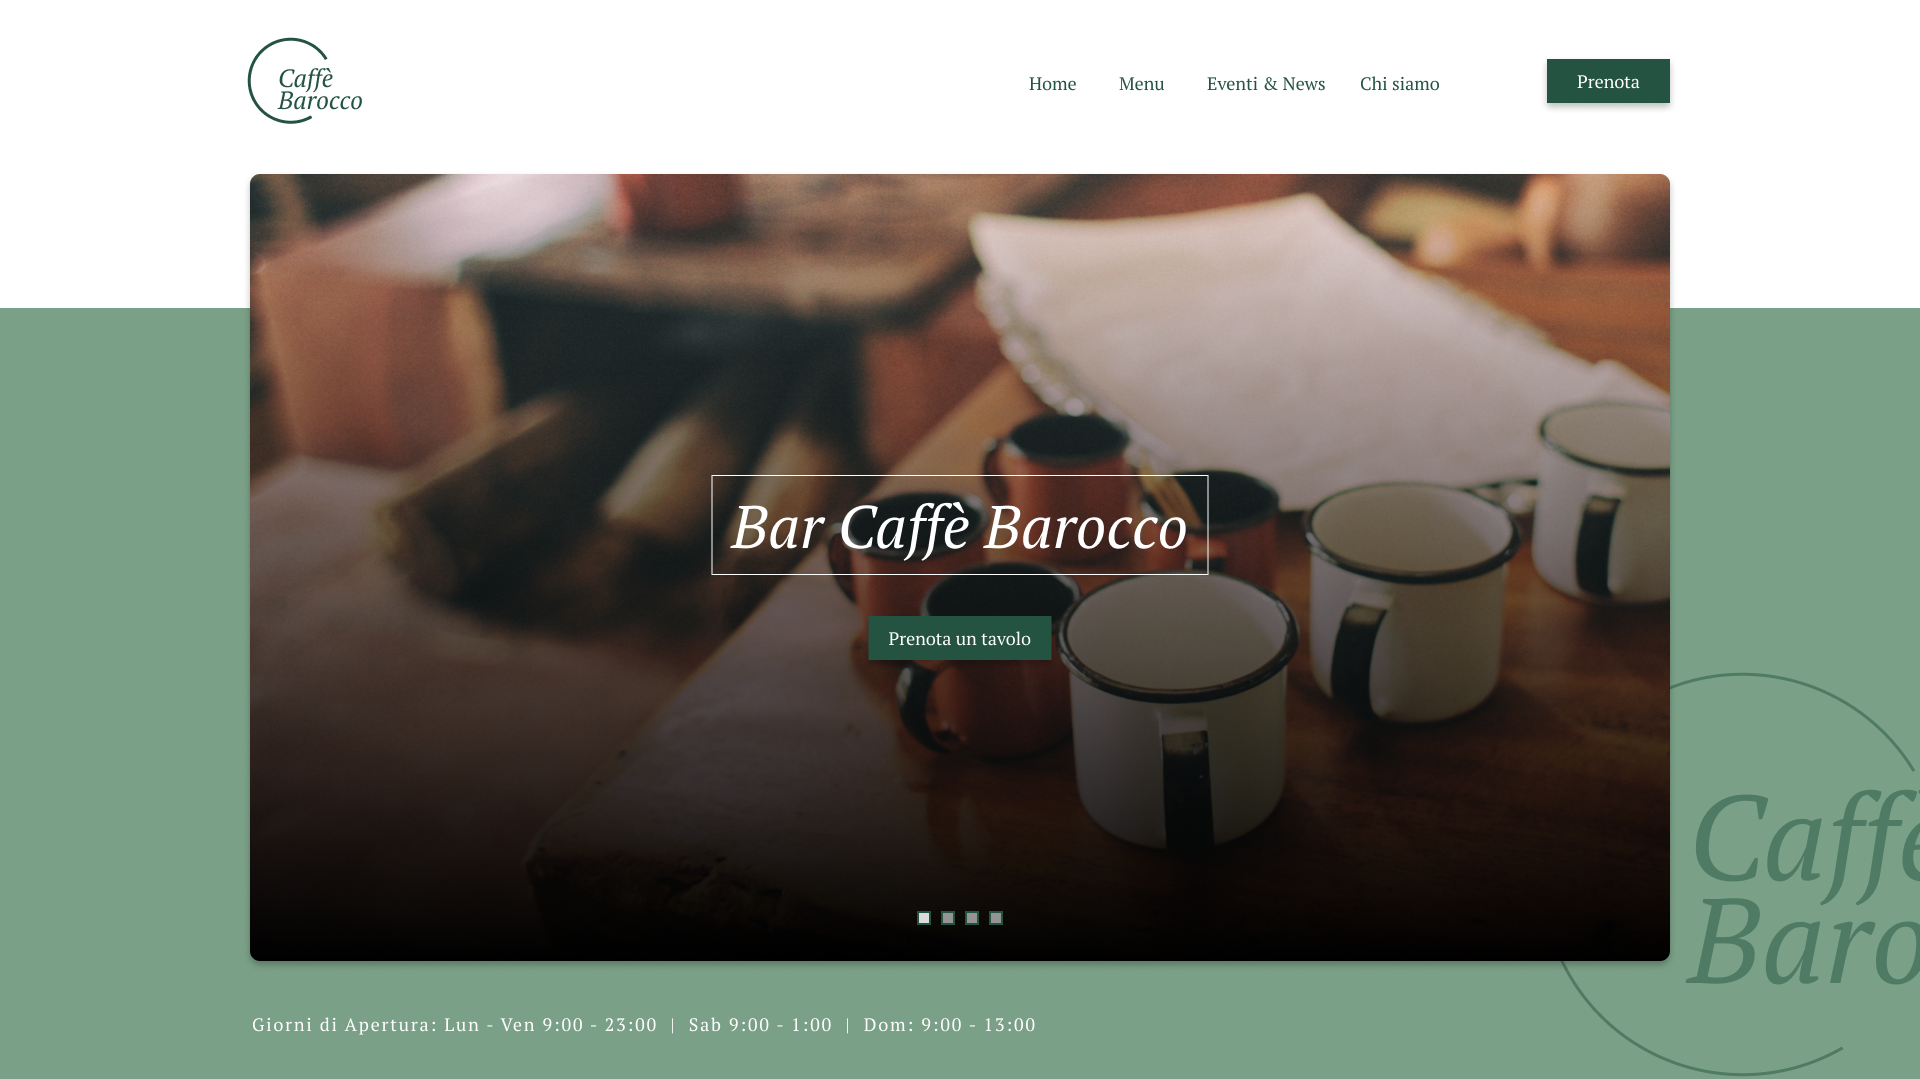 Caffè
Barocco
Home Menu Eventi & News Chi siamo Prenota
Bar Caffè Barocco
Prenota un tavolo
Caffè
Baro
Giorni di Apertura: Lun - Ven 9:00 - 23:00 | Sab 9:00 - 1:00 | Dom: 9:00 - 13:00